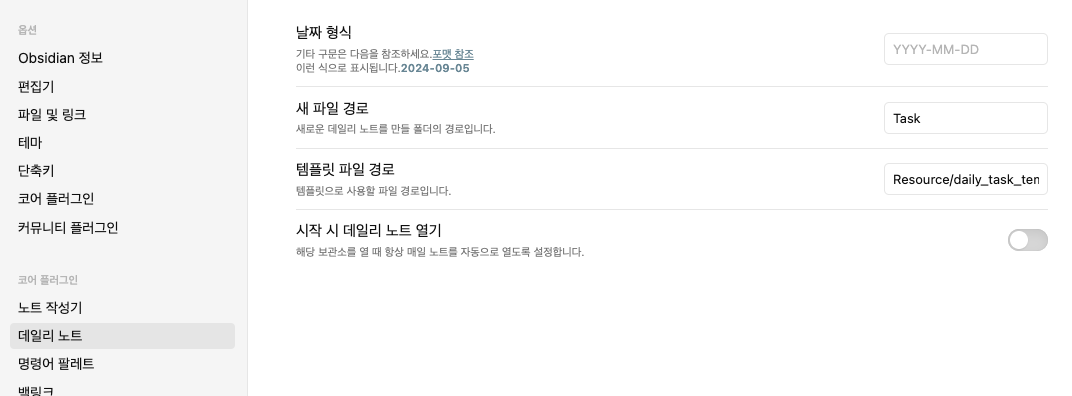 옵션
Obsidian 정보
편집기
파일 및 링크
테마
단축키
코어 플러그인
커뮤니티 플러그인
코어 플러그인
노트 작성기
데일리 노트
명령어 팔레트
백링크
날짜 형식
기타 구문은 다음을 참조하세요.포맷 참조
이런 식으로 표시됩니다.2024-09-05
YYYY-MM-DD
새 파일 경로
새로운 데일리 노트를 만들 폴더의 경로입니다.
Task
템플릿 파일 경로
템플릿으로 사용할 파일 경로입니다.
Resource/daily_task_ten
시작 시 데일리 노트 열기
해당 보관소를 열 때 항상 매일 노트를 자동으로 열도록 설정합니다.